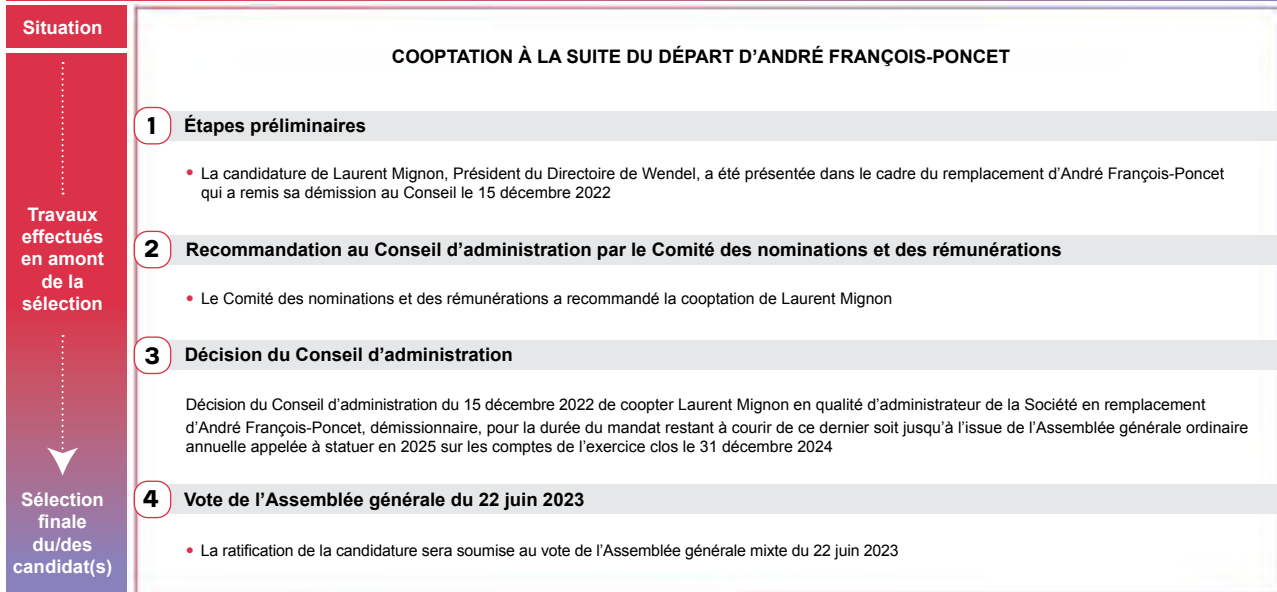 Situation
COOPTATION À LA SUITE DU DÉPART D'ANDRÉ FRANÇOIS-PONCET
1 Étapes préliminaires
• La candidature de Laurent Mignon, Président du Directoire de Wendel, a été présentée dans le cadre du remplacement d'André François-Poncet
qui a remis sa démission au Conseil le 15 décembre 2022
Travaux
effectués
en amont
de la
sélection
2 Recommandation au Conseil d'administration par le Comité des nominations et des rémunérations
• Le Comité des nominations et des rémunérations a recommandé la cooptation de Laurent Mignon
3 Décision du Conseil d'administration
Décision du Conseil d'administration du 15 décembre 2022 de coopter Laurent Mignon en qualité d'administrateur de la Société en remplacement
d'André François-Poncet, démissionnaire, pour la durée du mandat restant à courir de ce dernier soit jusqu'à l'issue de l'Assemblée générale ordinaire
annuelle appelée à statuer en 2025 sur les comptes de l'exercice clos le 31 décembre 2024
Sélection
finale
du/des
candidat(s)
4 Vote de l'Assemblée générale du 22 juin 2023
• La ratification de la candidature sera soumise au vote de l'Assemblée générale mixte du 22 juin 2023